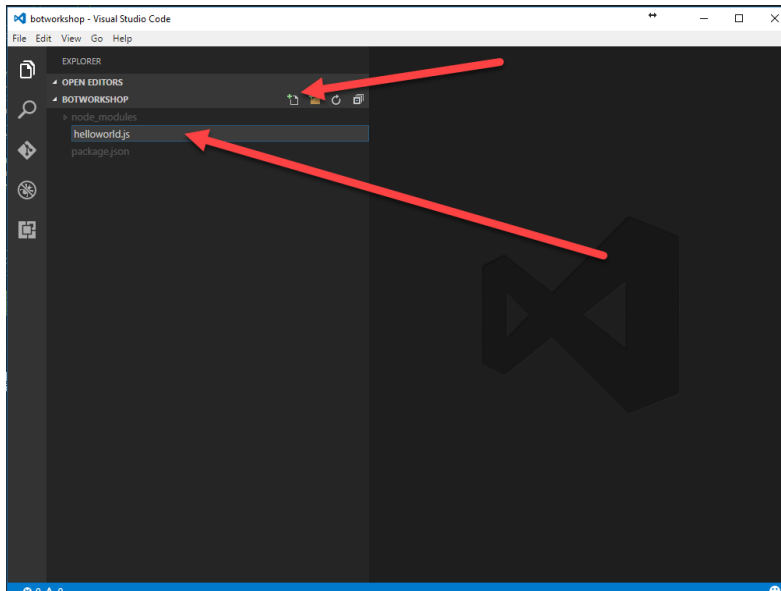 botworkshop - Visual Studio Code
File Edit View Go Help
EXPLORER
OPEN EDITORS
BOTWORKSHOP
node_modules
helloworld.js
package.json